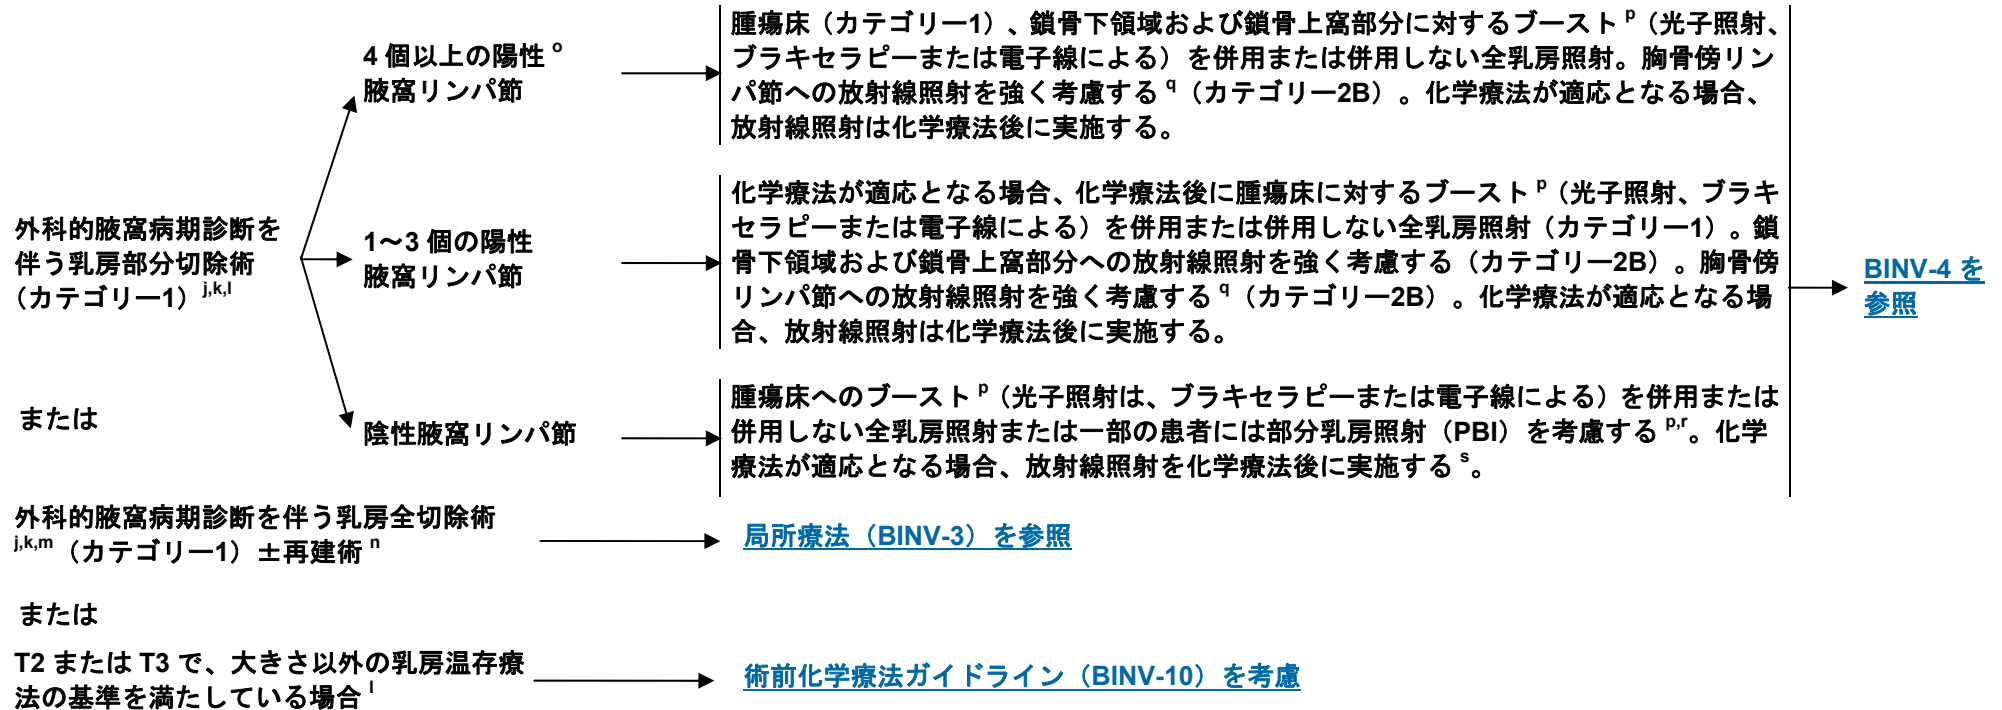 4 個以上の陽性 o
腋窩リンパ節
腫瘍床（カテゴリー1）、鎖骨下領域および鎖骨上窩部分に対するブースト p（光子照射、
ブラキセラピーまたは電子線による）を併用または併用しない全乳房照射。胸骨傍リン
パ節への放射線照射を強く考慮する q（カテゴリー2B）。化学療法が適応となる場合、
放射線照射は化学療法後に実施する。
外科的腋窩病期診断を
伴う乳房部分切除術
（カテゴリー1）j,k,l
1～3 個の陽性
腋窩リンパ節
化学療法が適応となる場合、化学療法後に腫瘍床に対するブースト p（光子照射、ブラキ
セラピーまたは電子線による）を併用または併用しない全乳房照射（カテゴリー1）。鎖
骨下領域および鎖骨上窩部分への放射線照射を強く考慮する（カテゴリー2B）。胸骨傍
リンパ節への放射線照射を強く考慮する q（カテゴリー2B）。化学療法が適応となる場
合、放射線照射は化学療法後に実施する。
BINV-4 を
参照
または
陰性腋窩リンパ節
腫瘍床へのブースト p（光子照射は、ブラキセラピーまたは電子線による）を併用または
併用しない全乳房照射または一部の患者には部分乳房照射（PBI）を考慮する p,r。化学
療法が適応となる場合、放射線照射を化学療法後に実施する s。
外科的腋窩病期診断を伴う乳房全切除術
j,k,m（カテゴリー1）±再建術 n
局所療法（BINV-3）を参照
または
T2 または T3 で、大きさ以外の乳房温存療
法の基準を満たしている場合 l
術前化学療法ガイドライン（BINV-10）を考慮